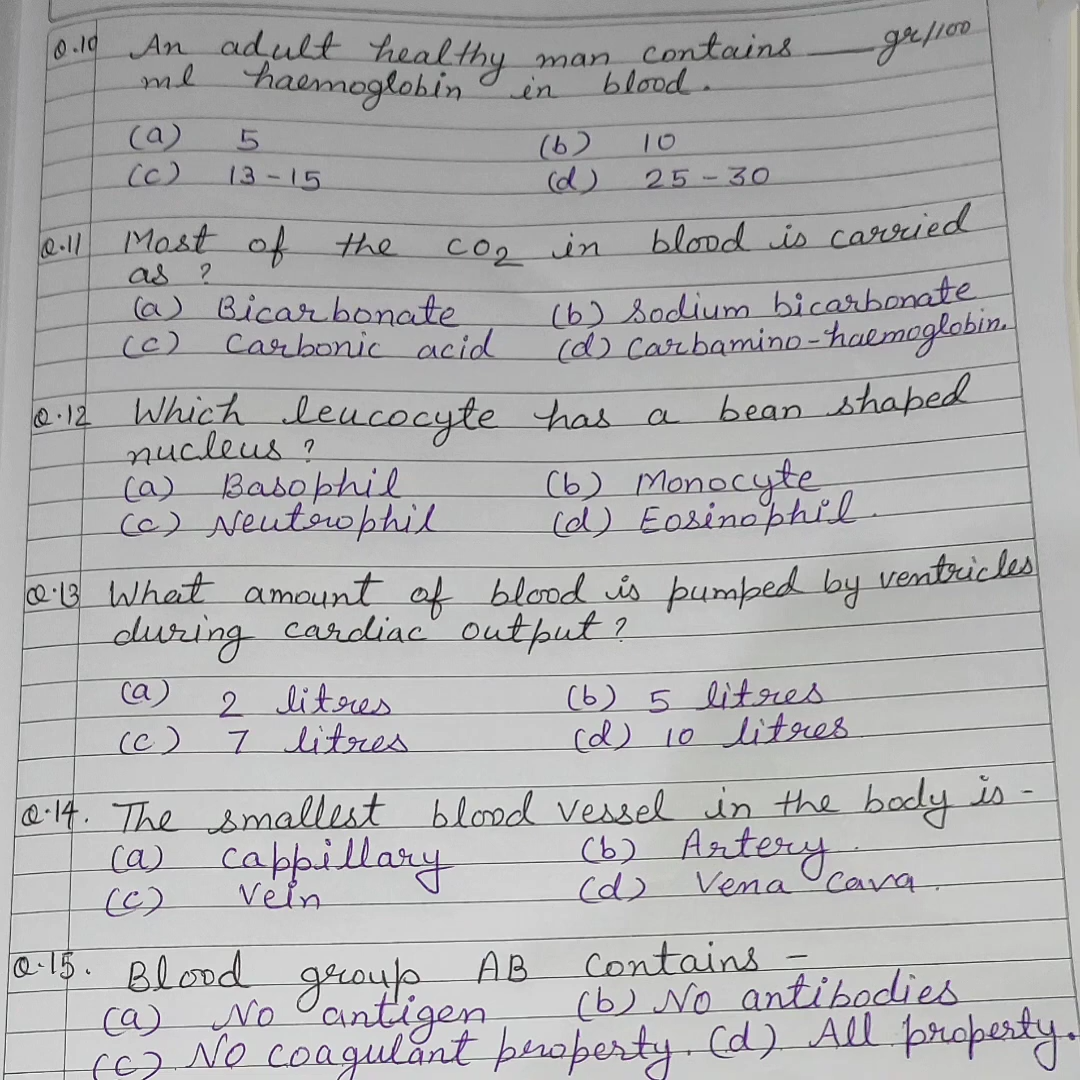 Q.10 An adult healthy man contains ___ gr/100
ml haemoglobin in blood.
(a) 5 (b) 10
(c) 13-15 (d) 25-30
Q.11 Most of the CO2 in blood is carried
as ?
(a) Bicarbonate (b) Sodium bicarbonate
(c) Carbonic acid (d) Carbamino-haemoglobin.
Q.12 Which leucocyte has a bean shaped
nucleus ?
(a) Basophil (b) Monocyte
(c) Neutrophil (d) Eosinophil.
Q.13 What amount of blood is pumped by ventricles
during cardiac output ?
(a) 2 litres (b) 5 litres
(c) 7 litres (d) 10 litres
Q.14. The smallest blood vessel in the body is -
(a) Cappillary (b) Artery.
(c) Vein (d) Vena cava.
Q.15. Blood group AB contains -
(a) No antigen (b) No antibodies
(c) No coagulant property. (d) All property.